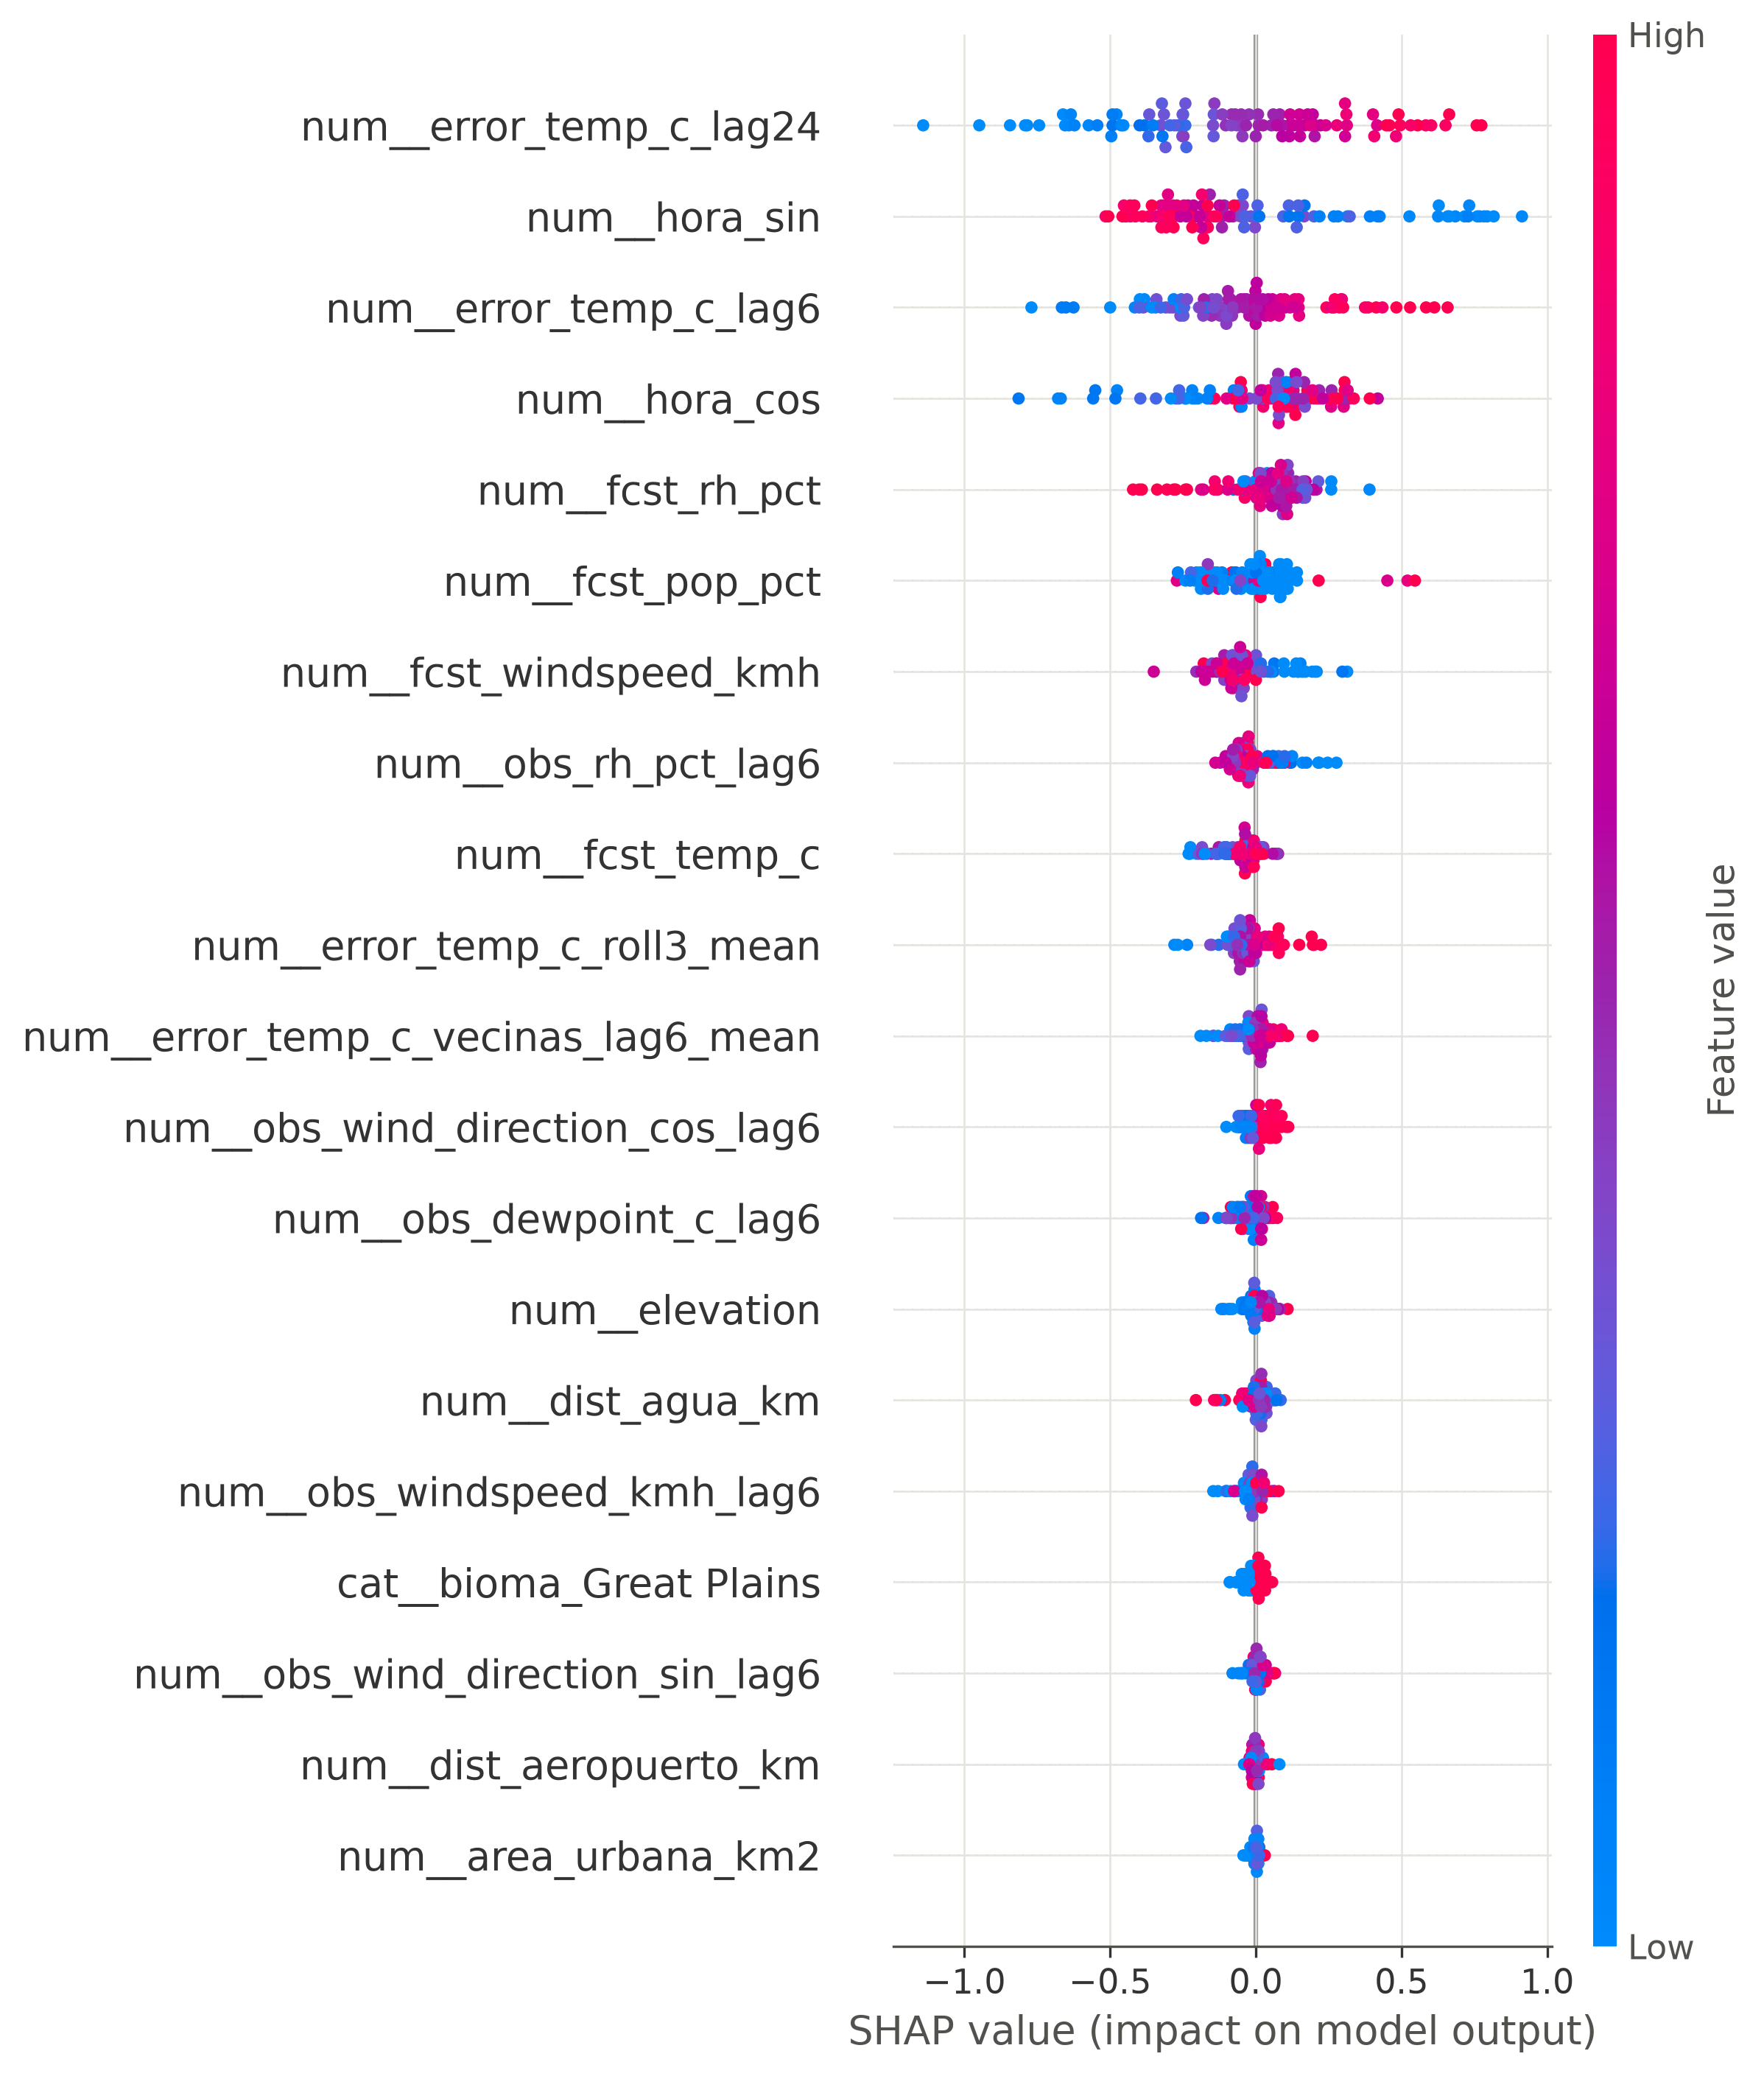 High
num__error_temp_c_lag24
num__hora_sin
num__error_temp_c_lag6
num__hora_cos
num__fcst_rh_pct
num__fcst_pop_pct
num__fcst_windspeed_kmh
num__obs_rh_pct_lag6
num__fcst_temp_c
num__error_temp_c_roll3_mean
num__error_temp_c_vecinas_lag6_mean
num__obs_wind_direction_cos_lag6
num__obs_dewpoint_c_lag6
num__elevation
num__dist_agua_km
num__obs_windspeed_kmh_lag6
cat__bioma_Great Plains
num__obs_wind_direction_sin_lag6
num__dist_aeropuerto_km
num__area_urbana_km2
Feature value
Low
−1.0 −0.5 0.0 0.5 1.0
SHAP value (impact on model output)